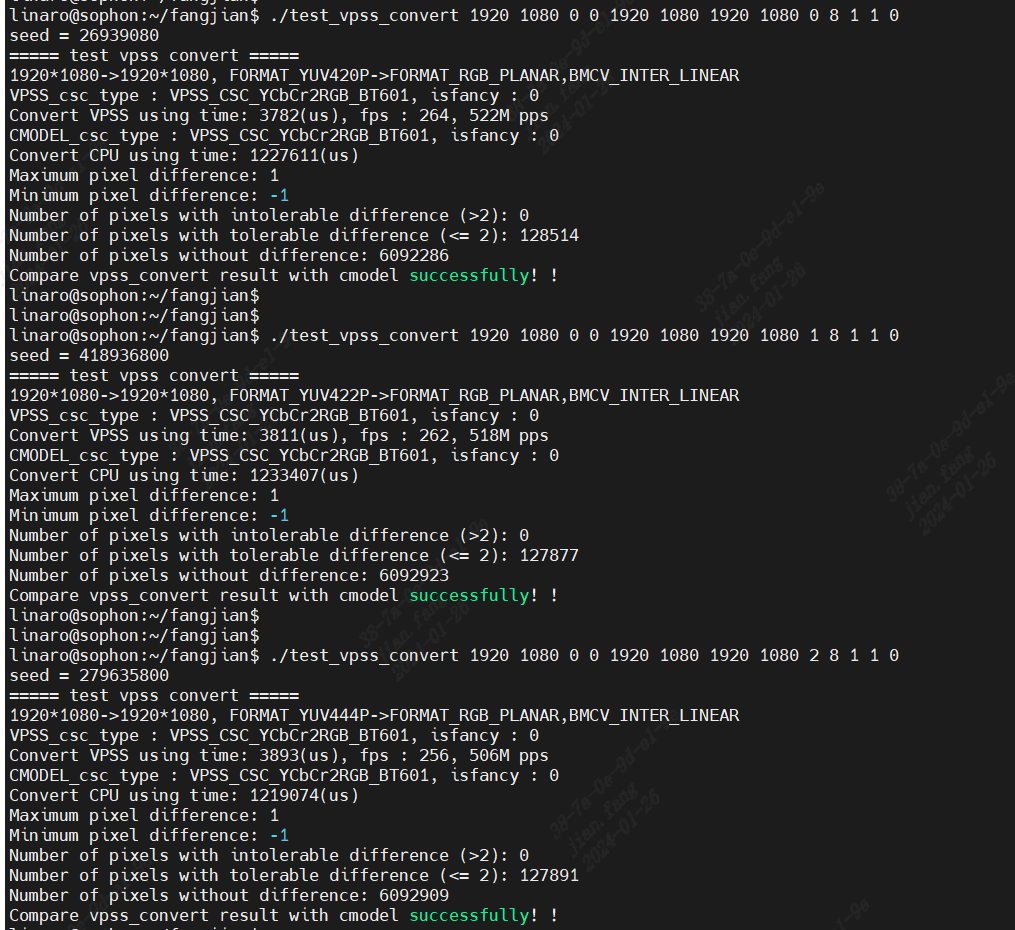 linaro@sophon:~/fangjian$ ./test_vpss_convert 1920 1080 0 0 1920 1080 1920 1080 0 8 1 1 0
seed = 26939080
===== test vpss convert =====
1920*1080->1920*1080, FORMAT_YUV420P->FORMAT_RGB_PLANAR,BMCV_INTER_LINEAR
VPSS_csc_type : VPSS_CSC_YCbCr2RGB_BT601, isfancy : 0
Convert VPSS using time: 3782(us), fps : 264, 522M pps
CMODEL_csc_type : VPSS_CSC_YCbCr2RGB_BT601, isfancy : 0
Convert CPU using time: 1227611(us)
Maximum pixel difference: 1
Minimum pixel difference: -1
Number of pixels with intolerable difference (>2): 0
Number of pixels with tolerable difference (<= 2): 128514
Number of pixels without difference: 6092286
Compare vpss_convert result with cmodel successfully! !
linaro@sophon:~/fangjian$
linaro@sophon:~/fangjian$
linaro@sophon:~/fangjian$ ./test_vpss_convert 1920 1080 0 0 1920 1080 1920 1080 1 8 1 1 0
seed = 418936800
===== test vpss convert =====
1920*1080->1920*1080, FORMAT_YUV422P->FORMAT_RGB_PLANAR,BMCV_INTER_LINEAR
VPSS_csc_type : VPSS_CSC_YCbCr2RGB_BT601, isfancy : 0
Convert VPSS using time: 3811(us), fps : 262, 518M pps
CMODEL_csc_type : VPSS_CSC_YCbCr2RGB_BT601, isfancy : 0
Convert CPU using time: 1233407(us)
Maximum pixel difference: 1
Minimum pixel difference: -1
Number of pixels with intolerable difference (>2): 0
Number of pixels with tolerable difference (<= 2): 127877
Number of pixels without difference: 6092923
Compare vpss_convert result with cmodel successfully! !
linaro@sophon:~/fangjian$
linaro@sophon:~/fangjian$
linaro@sophon:~/fangjian$ ./test_vpss_convert 1920 1080 0 0 1920 1080 1920 1080 2 8 1 1 0
seed = 279635800
===== test vpss convert =====
1920*1080->1920*1080, FORMAT_YUV444P->FORMAT_RGB_PLANAR,BMCV_INTER_LINEAR
VPSS_csc_type : VPSS_CSC_YCbCr2RGB_BT601, isfancy : 0
Convert VPSS using time: 3893(us), fps : 256, 506M pps
CMODEL_csc_type : VPSS_CSC_YCbCr2RGB_BT601, isfancy : 0
Convert CPU using time: 1219074(us)
Maximum pixel difference: 1
Minimum pixel difference: -1
Number of pixels with intolerable difference (>2): 0
Number of pixels with tolerable difference (<= 2): 127891
Number of pixels without difference: 6092909
Compare vpss_convert result with cmodel successfully! !
38-7a-0e-9d-e1-9e
jian.fang
2024-01-26